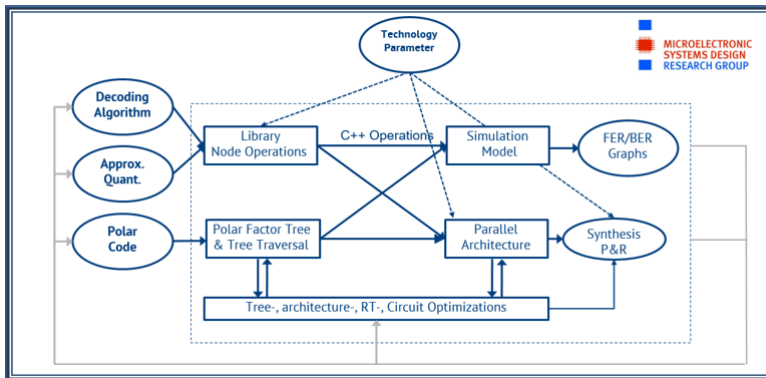 Technology
Parameter
MICROELECTRONIC
SYSTEMS DESIGN
RESEARCH GROUP
Decoding
Algorithm
Library
Node Operations
C++ Operations
Simulation
Model
FER/BER
Graphs
Approx.
Quant.
Polar
Code
Polar Factor Tree
& Tree Traversal
Parallel
Architecture
Synthesis
P&R
Tree-, architecture-, RT-, Circuit Optimizations